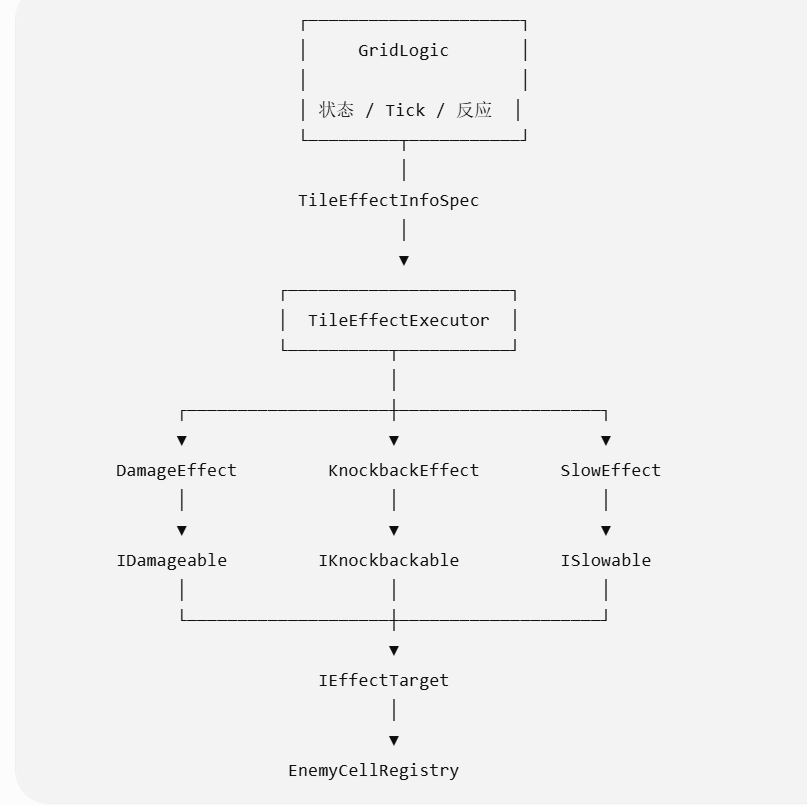 GridLogic
状态 / Tick / 反应
TileEffectInfoSpec
TileEffectExecutor
DamageEffect KnockbackEffect SlowEffect
IDamageable IKnockbackable ISlowable
IEffectTarget
EnemyCellRegistry